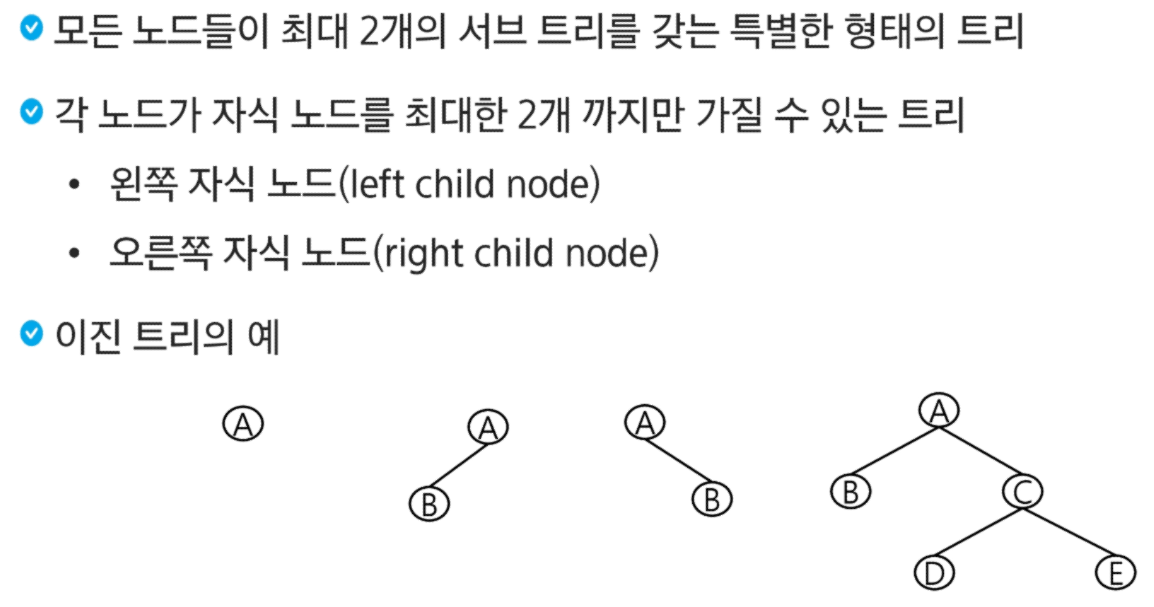 모든 노드들이 최대 2개의 서브 트리를 갖는 특별한 형태의 트리
각 노드가 자식 노드를 최대한 2개 까지만 가질 수 있는 트리
• 왼쪽 자식 노드(left child node)
• 오른쪽 자식 노드(right child node)
이진 트리의 예
A A A A
B B B C
D E